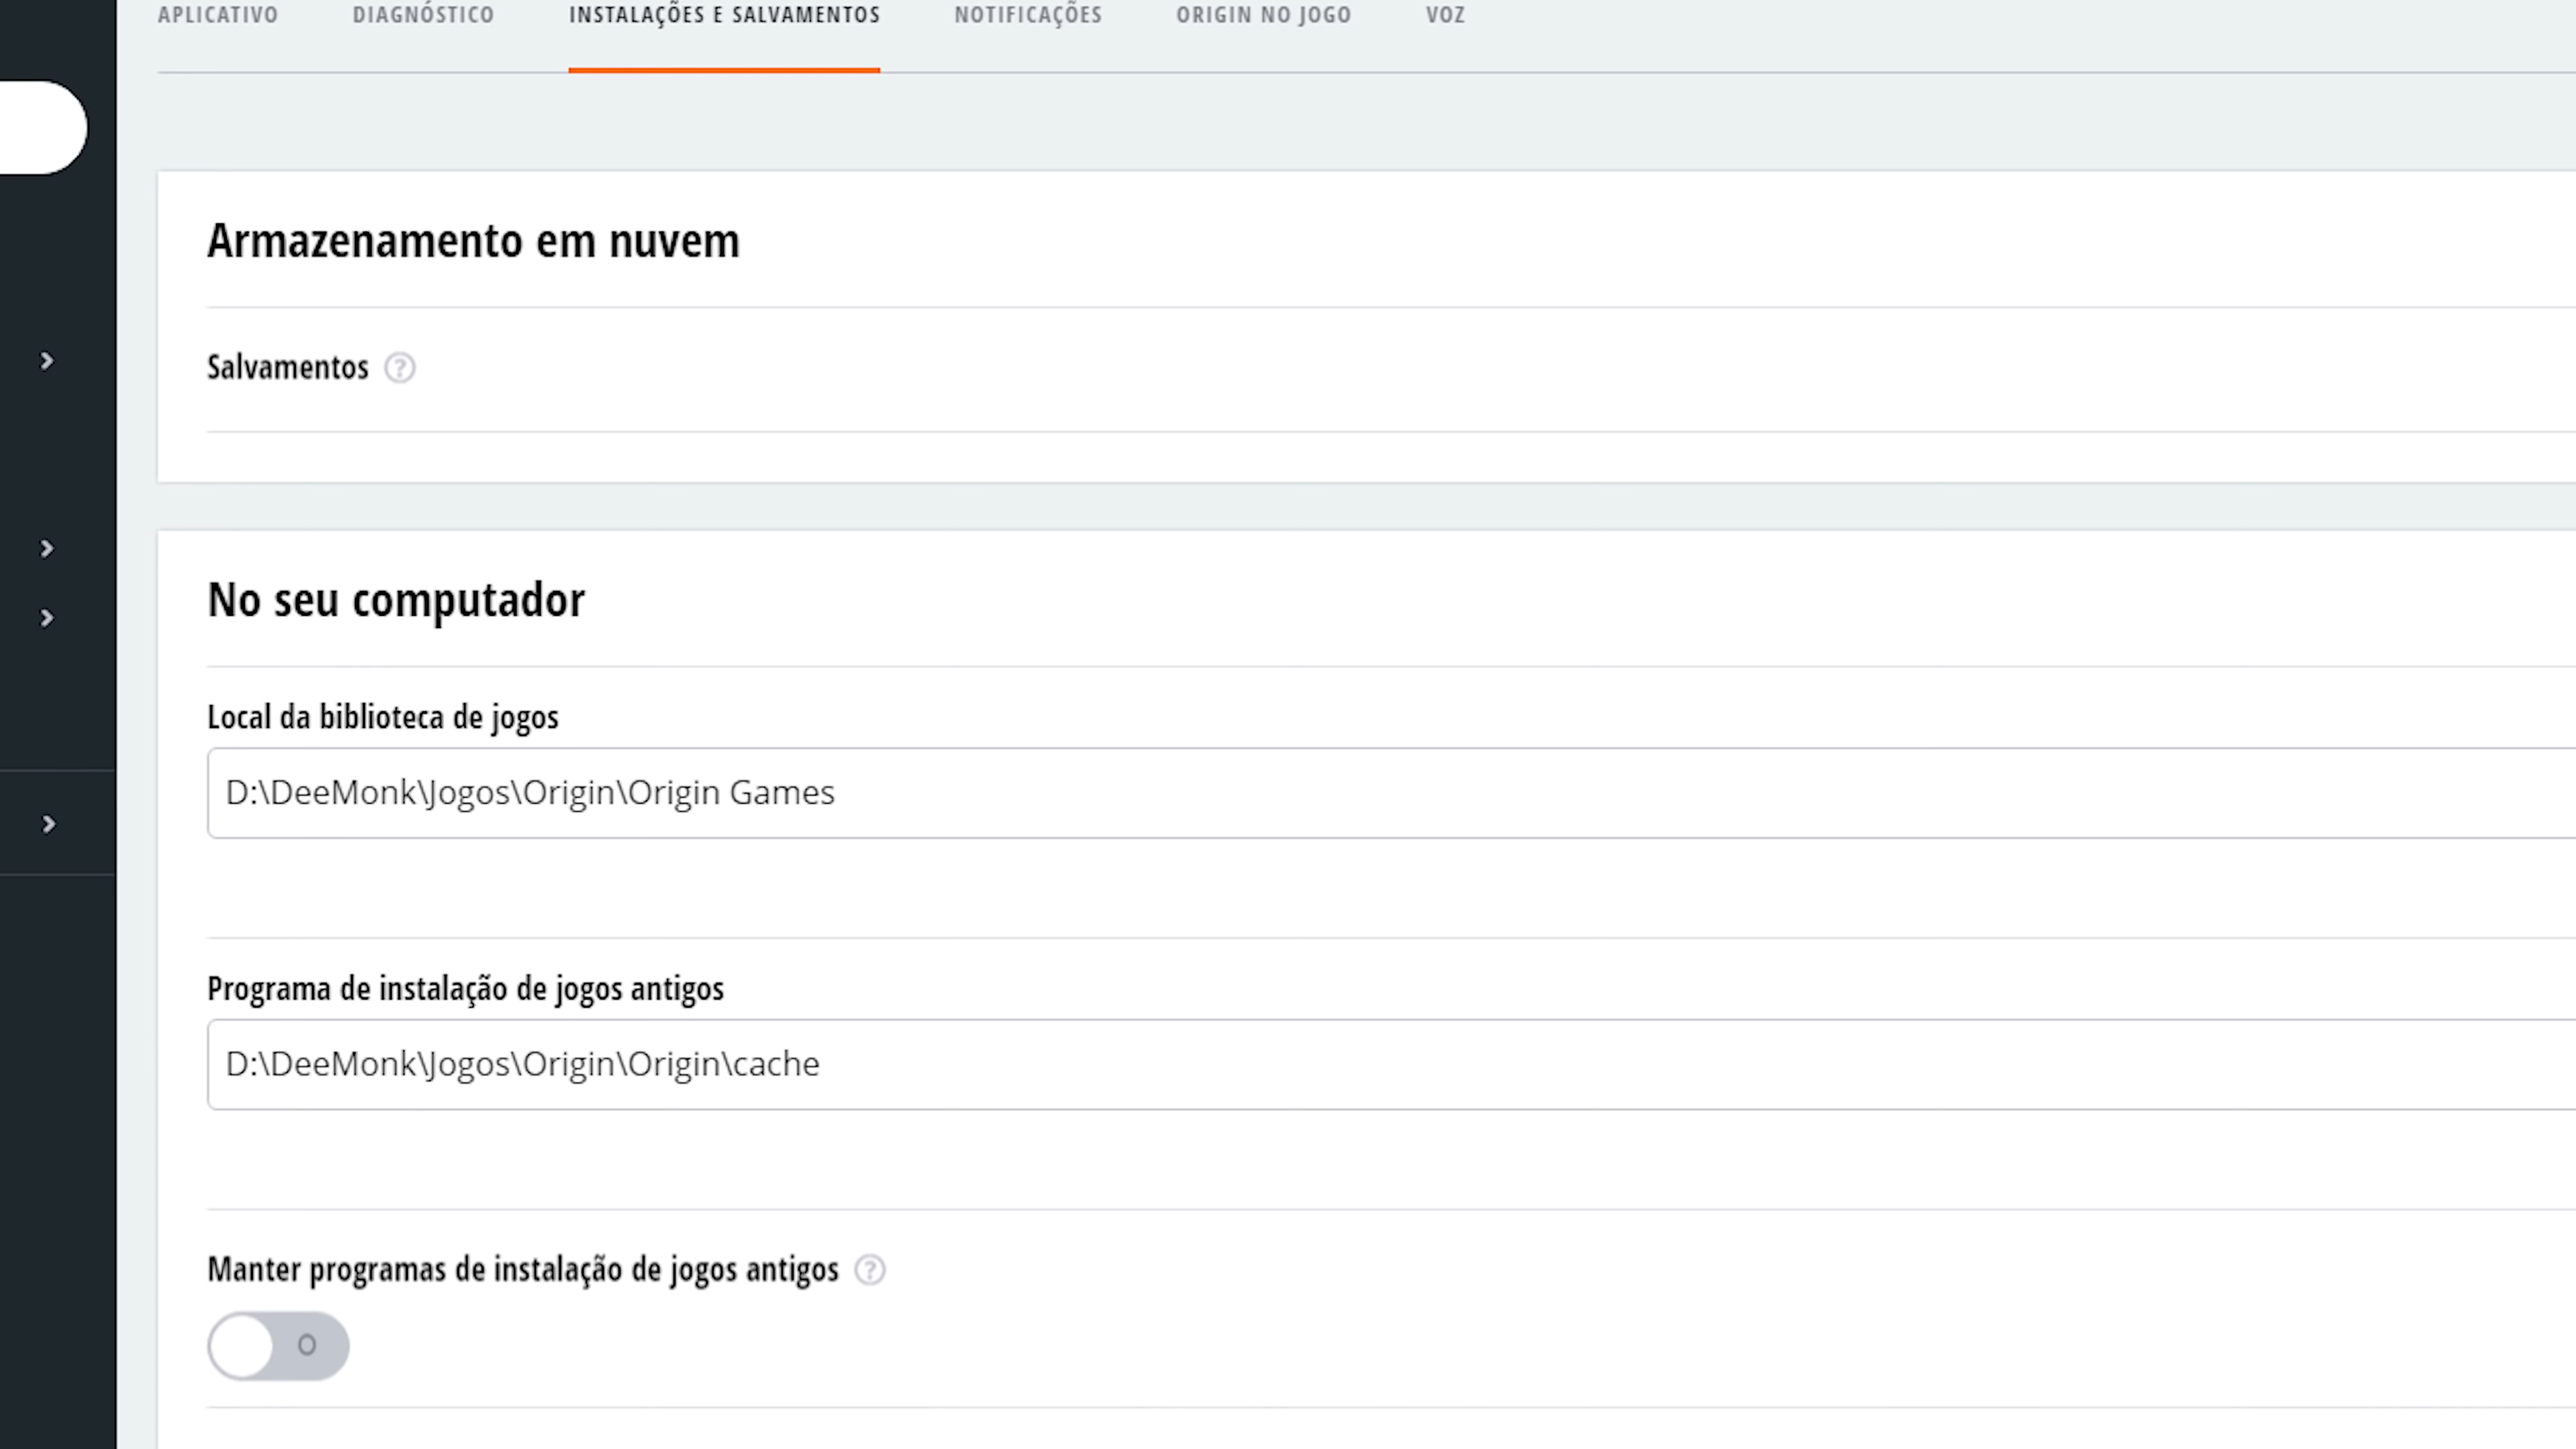 APLICATIVO DIAGNÓSTICO INSTALAÇÕES E SALVAMENTOS NOTIFICAÇÕES ORIGIN NO JOGO VOZ
Armazenamento em nuvem
Salvamentos ?
No seu computador
Local da biblioteca de jogos
D:\DeeMonk\Jogos\Origin\Origin Games
Programa de instalação de jogos antigos
D:\DeeMonk\Jogos\Origin\Origin\cache
Manter programas de instalação de jogos antigos ?